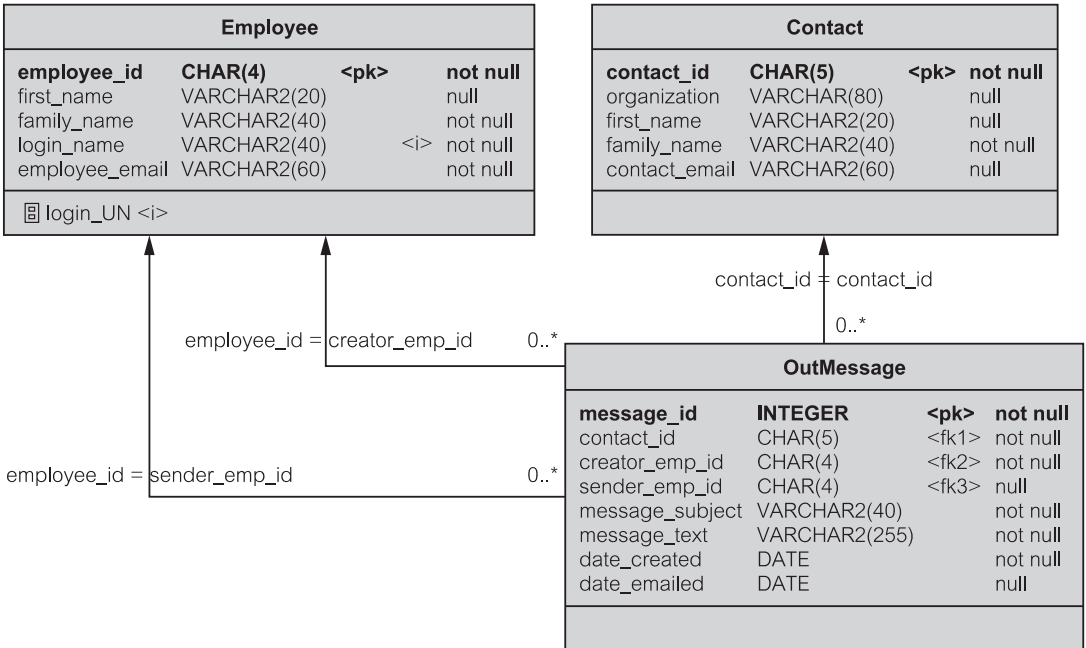 Employee
employee_id CHAR(4) <pk> not null
first_name VARCHAR2(20) null
family_name VARCHAR2(40) not null
login_name VARCHAR2(40) <i> not null
employee_email VARCHAR2(60) not null
login_UN <i>
Contact
contact_id CHAR(5) <pk> not null
organization VARCHAR(80) null
first_name VARCHAR2(20) null
family_name VARCHAR2(40) not null
contact_email VARCHAR2(60) null
contact_id = contact_id
0..*
employee_id = creator_emp_id 0..*
employee_id = sender_emp_id 0..*
OutMessage
message_id INTEGER <pk> not null
contact_id CHAR(5) <fk1> not null
creator_emp_id CHAR(4) <fk2> not null
sender_emp_id CHAR(4) <fk3> null
message_subject VARCHAR2(40) not null
message_text VARCHAR2(255) not null
date_created DATE not null
date_emailed DATE null